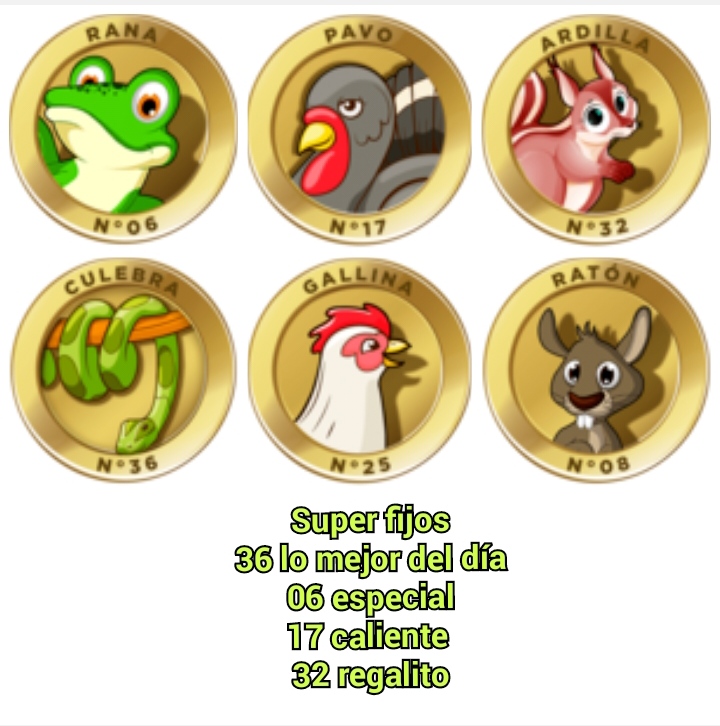 RANA
N°06
PAVO
N°17
ARDILLA
N°32
CULEBRA
N°36
GALLINA
N°25
RATÓN
N°08
Super fijos
36 lo mejor del día
06 especial
17 caliente
32 regalito